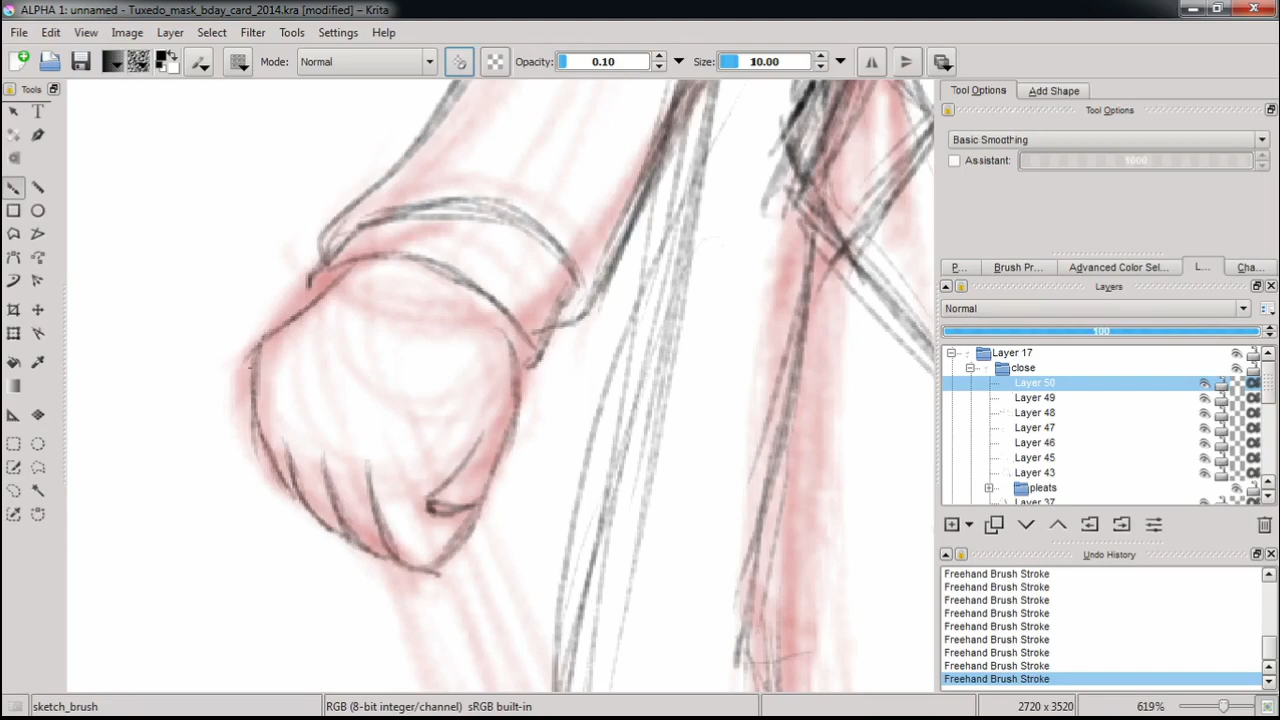 ALPHA 1: unnamed - Tuxedo_mask_bday_card_2014.kra [modified] – Krita
File Edit View Image Layer Select Filter Tools Settings Help
Mode: Normal Opacity: 0.10 Size: 10.00
Tools
Tool Options Add Shape
Tool Options
Basic Smoothing
Assistant: 1000
P... Brush Pr... Advanced Color Sel... L... Cha...
Layers
Normal
100
Layer 17
close
Layer 50
Layer 49
Layer 48
Layer 47
Layer 46
Layer 45
Layer 43
pleats
Layer 37
Undo History
Freehand Brush Stroke
Freehand Brush Stroke
Freehand Brush Stroke
Freehand Brush Stroke
Freehand Brush Stroke
Freehand Brush Stroke
Freehand Brush Stroke
Freehand Brush Stroke
Freehand Brush Stroke
sketch_brush RGB (8-bit integer/channel) sRGB built-in 2720 x 3520 619%